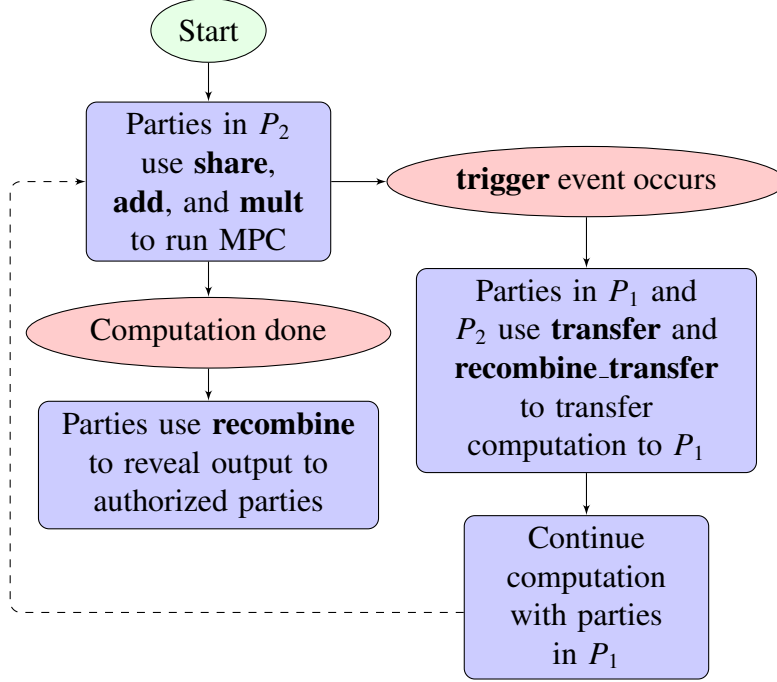 Start
Parties in P₂
use share,
add, and mult
to run MPC
trigger event occurs
Computation done
Parties in P₁ and
P₂ use transfer and
recombine_transfer
to transfer
computation to P₁
Parties use recombine
to reveal output to
authorized parties
Continue
computation
with parties
in P₁